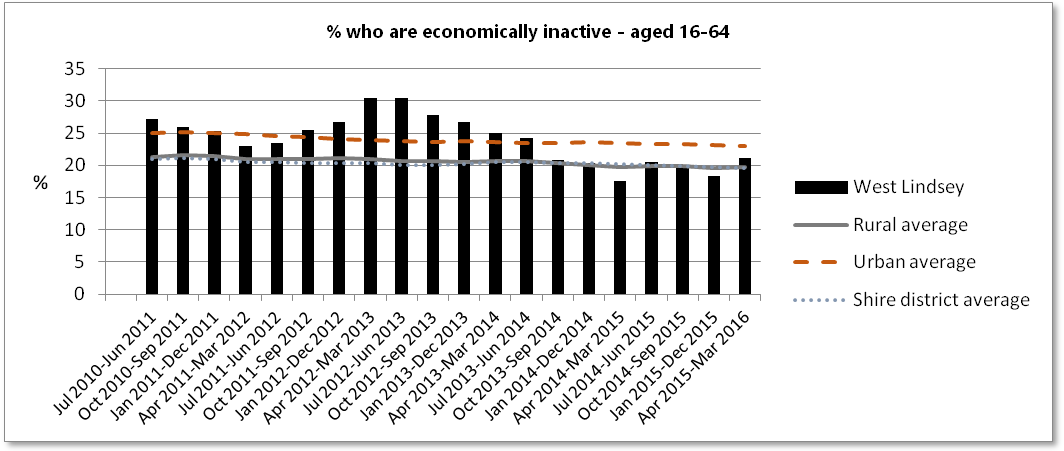 % who are economically inactive - aged 16-64
35
30
25
20
15
10
5
0
%
Jul 2010-Jun 2011
Oct 2010-Sep 2011
Jan 2011-Dec 2011
Apr 2011-Mar 2012
Jul 2011-Jun 2012
Oct 2011-Sep 2012
Jan 2012-Dec 2012
Apr 2012-Mar 2013
Jul 2012-Jun 2013
Oct 2012-Sep 2013
Jan 2013-Dec 2013
Apr 2013-Mar 2014
Jul 2013-Jun 2014
Oct 2013-Sep 2014
Jan 2014-Dec 2014
Apr 2014-Mar 2015
Jul 2014-Jun 2015
Oct 2014-Sep 2015
Jan 2015-Dec 2015
Apr 2015-Mar 2016
West Lindsey
Rural average
Urban average
Shire district average